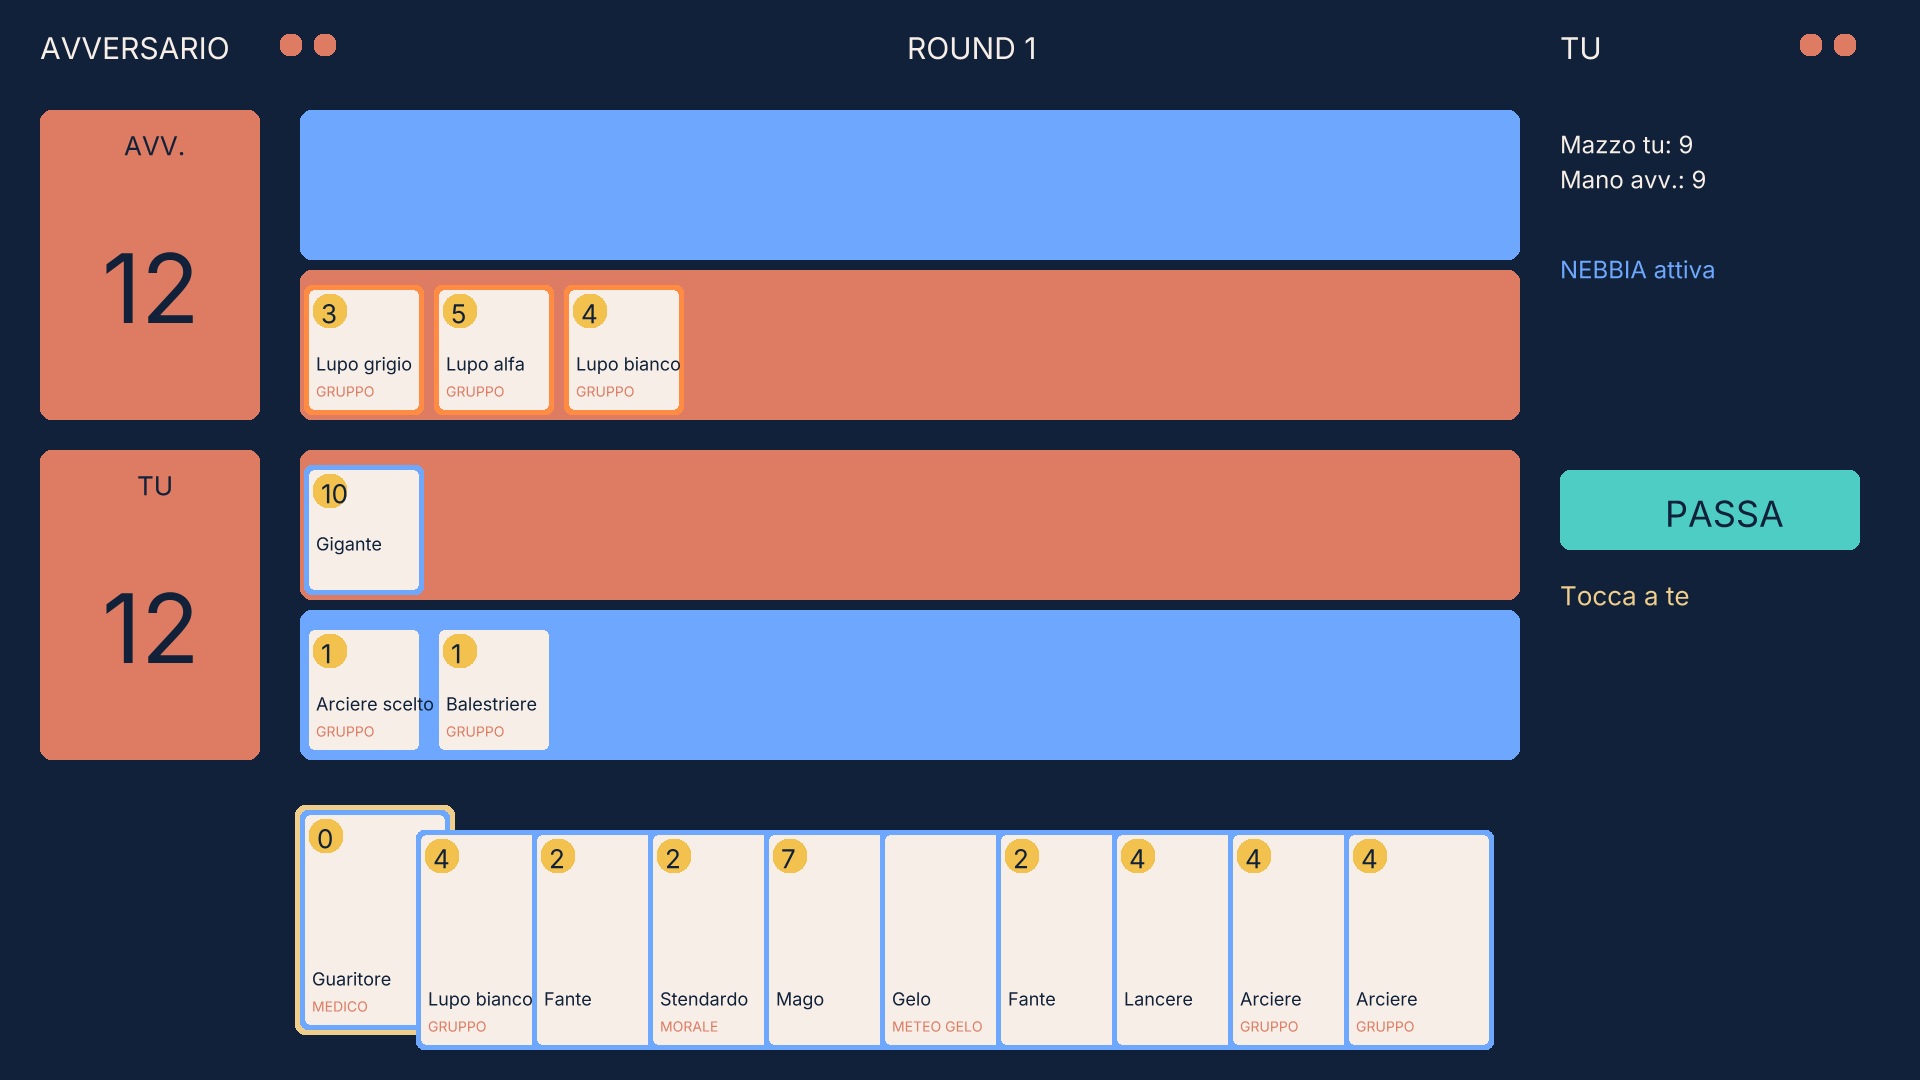 AVVERSARIO
ROUND 1
TU
AVV.
12
Mazzo tu: 9
Mano avv.: 9
NEBBIA attiva
3
Lupo grigio
GRUPPO
5
Lupo alfa
GRUPPO
4
Lupo bianco
GRUPPO
TU
12
10
Gigante
PASSA
Tocca a te
1
Arciere scelto
GRUPPO
1
Balestriere
GRUPPO
0
Guaritore
MEDICO
4
Lupo bianco
GRUPPO
2
Fante
2
Stendardo
MORALE
7
Mago
Gelo
METEO GELO
2
Fante
4
Lancere
4
Arciere
GRUPPO
4
Arciere
GRUPPO